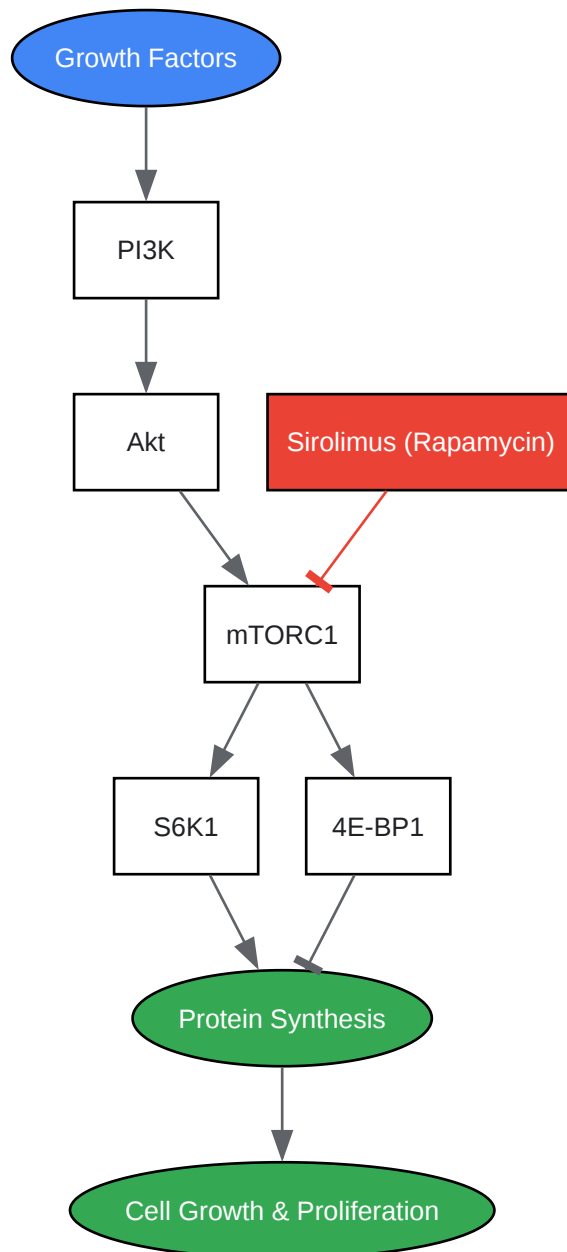 Growth Factors
PI3K
Akt
Sirolimus (Rapamycin)
mTORC1
S6K1
4E-BP1
Protein Synthesis
Cell Growth & Proliferation